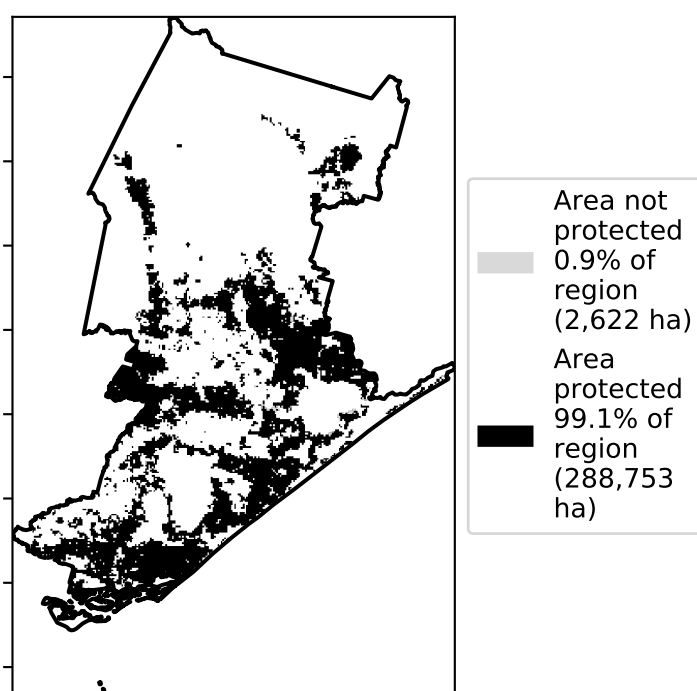 Area not
protected
0.9% of
region
(2,622 ha)
Area
protected
99.1% of
region
(288,753
ha)